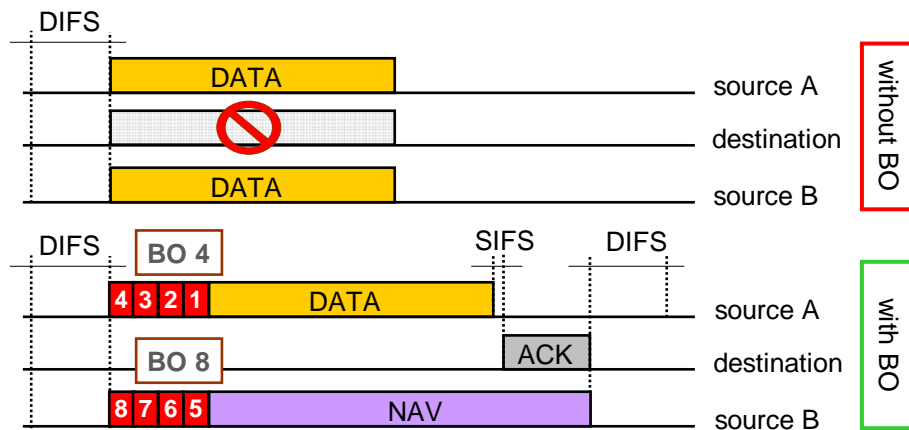 DIFS
DATA
source A
destination
DATA
source B
without BO
DIFS
BO 4
SIFS
DIFS
4 3 2 1
DATA
source A
BO 8
ACK
destination
8 7 6 5
NAV
source B
with BO